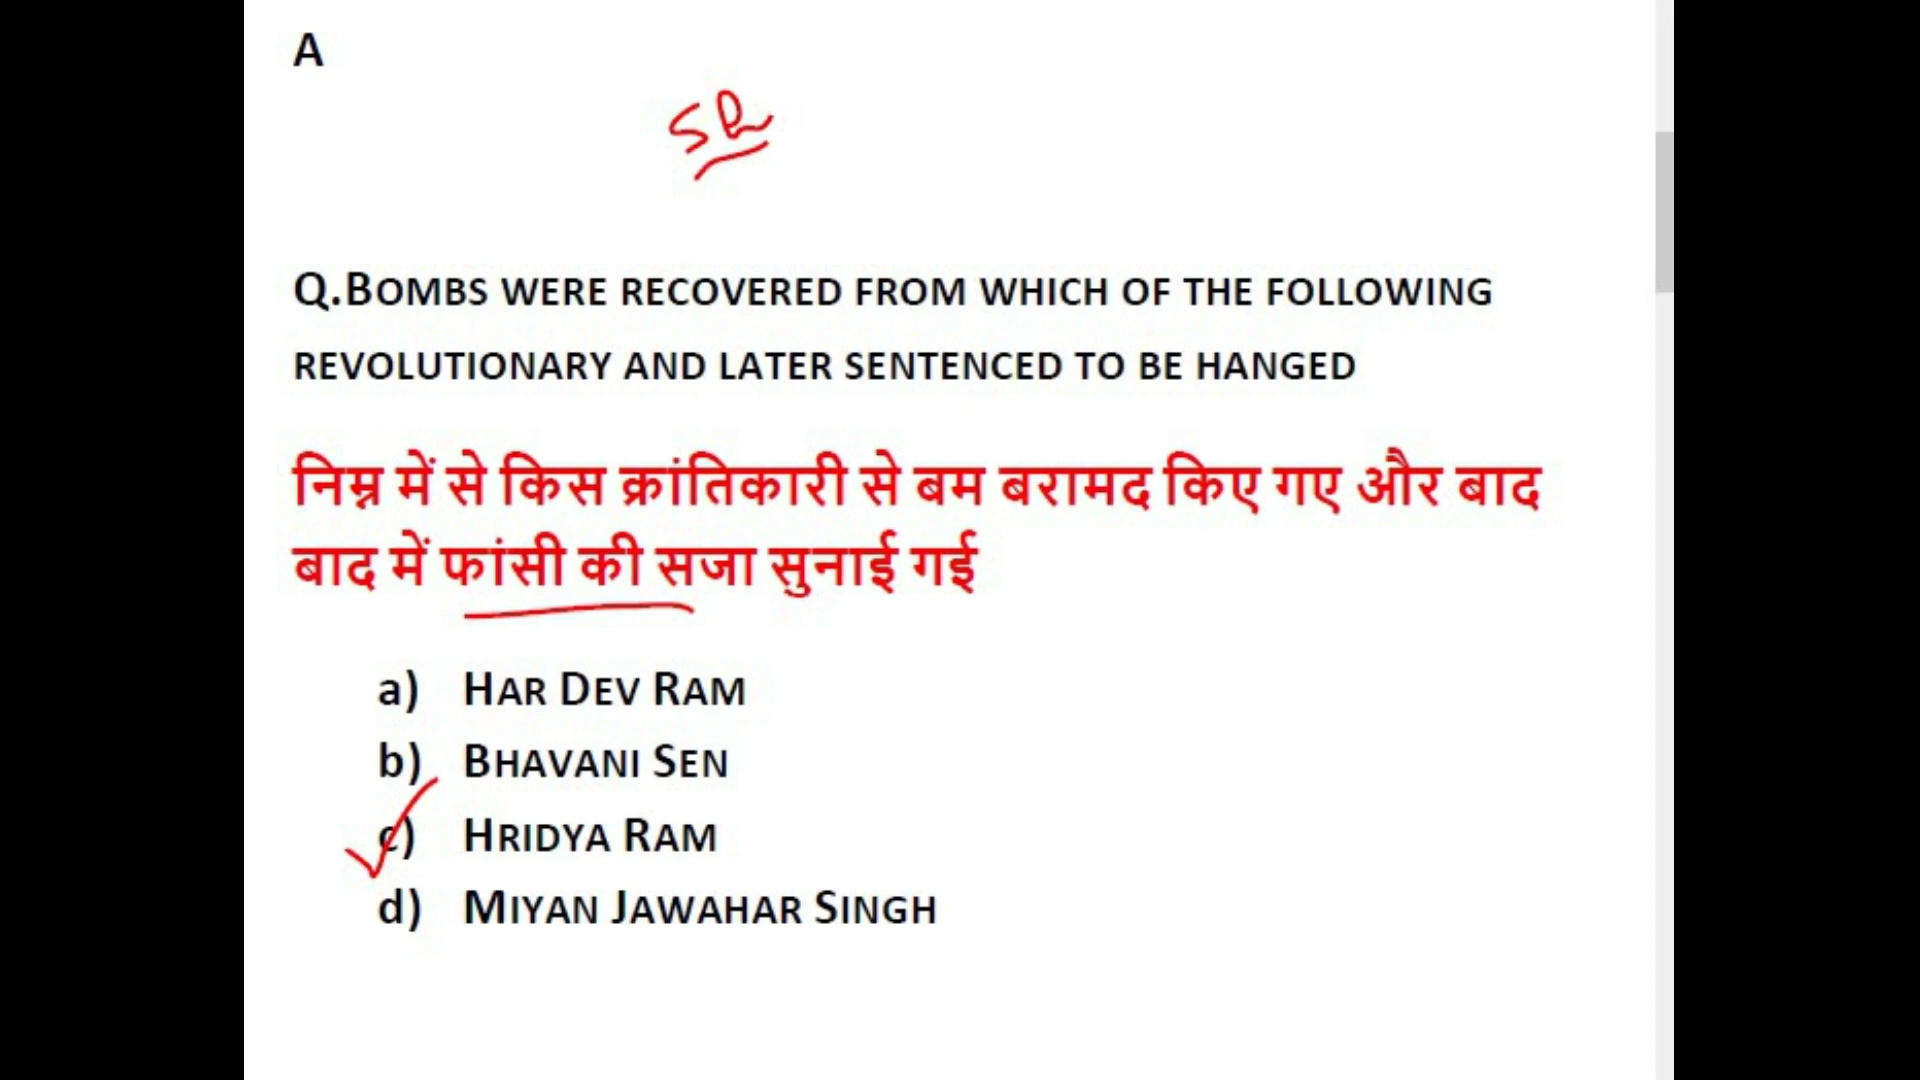 A
SR
Q.BOMBS WERE RECOVERED FROM WHICH OF THE FOLLOWING
REVOLUTIONARY AND LATER SENTENCED TO BE HANGED
निम्न में से किस क्रांतिकारी से बम बरामद किए गए और बाद
बाद में फांसी की सजा सुनाई गई
a) HAR DEV RAM
b) BHAVANI SEN
c) HRIDYA RAM
d) MIYAN JAWAHAR SINGH